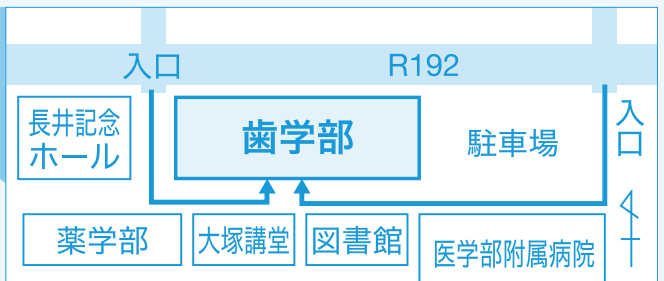 入口
R192
長井記念
ホール
歯学部
駐車場
入
口
薬学部
大塚講堂
図書館
医学部附属病院